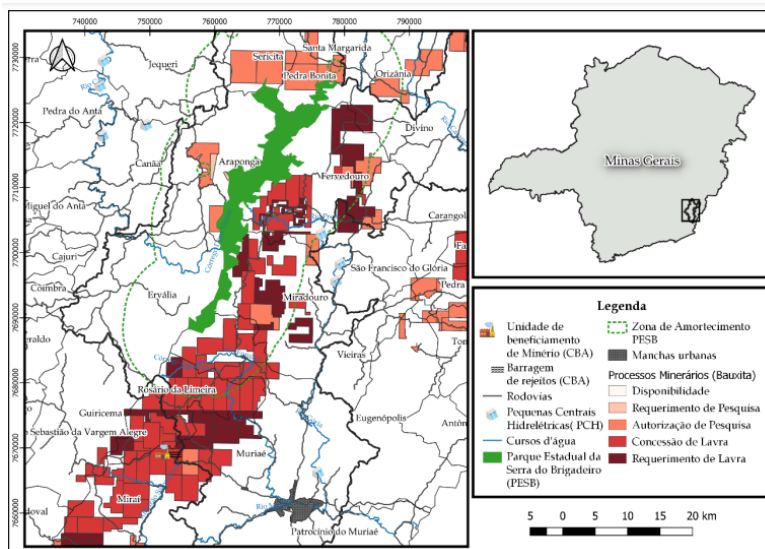 740000 750000 760000 770000 780000 790000
7730000
7720000
7710000
7700000
7690000
7680000
7670000
7660000
Santa Margarida
Sericita
Jequeri
Pedra Bonita
Orizânia
Pedra do Anta
Divino
Canaã
Araponga
Fervedouro
Miguel do Anta
Carangol
Cajuri
São Francisco do Glória
Coimbra
Ervália
Miradouro
Pedra
Vieiras
Rosário da Limeira
Guiricema
Eugenópolis
Sebastião da Vargem Alegre
Muriaé
Antôn
Miraí
Patrocínio do Muriaé
Minas Gerais
Legenda
Unidade de
beneficiamento
de Minério (CBA)
Barragem
de rejeitos (CBA)
Rodovias
Pequenas Centrais
Hidrelétricas( PCH)
Cursos d'água
Parque Estadual da
Serra do Brigadeiro
(PESB)
Zona de Amortecimento
PESB
Manchas urbanas
Processos Minerários (Bauxita)
Disponibilidade
Requerimento de Pesquisa
Autorização de Pesquisa
Concessão de Lavra
Requerimento de Lavra
5 0 5 10 15 20 km